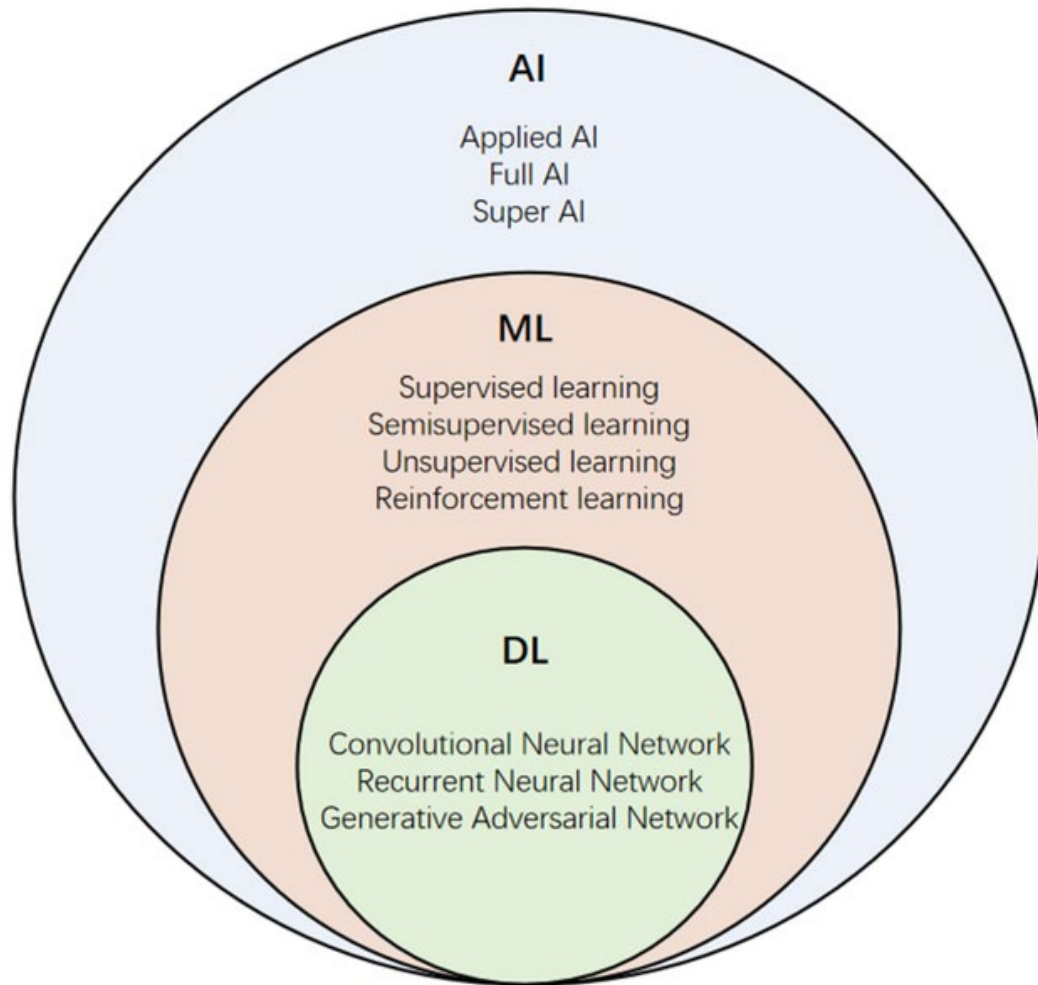 AI
Applied AI
Full AI
Super AI
ML
Supervised learning
Semisupervised learning
Unsupervised learning
Reinforcement learning
DL
Convolutional Neural Network
Recurrent Neural Network
Generative Adversarial Network